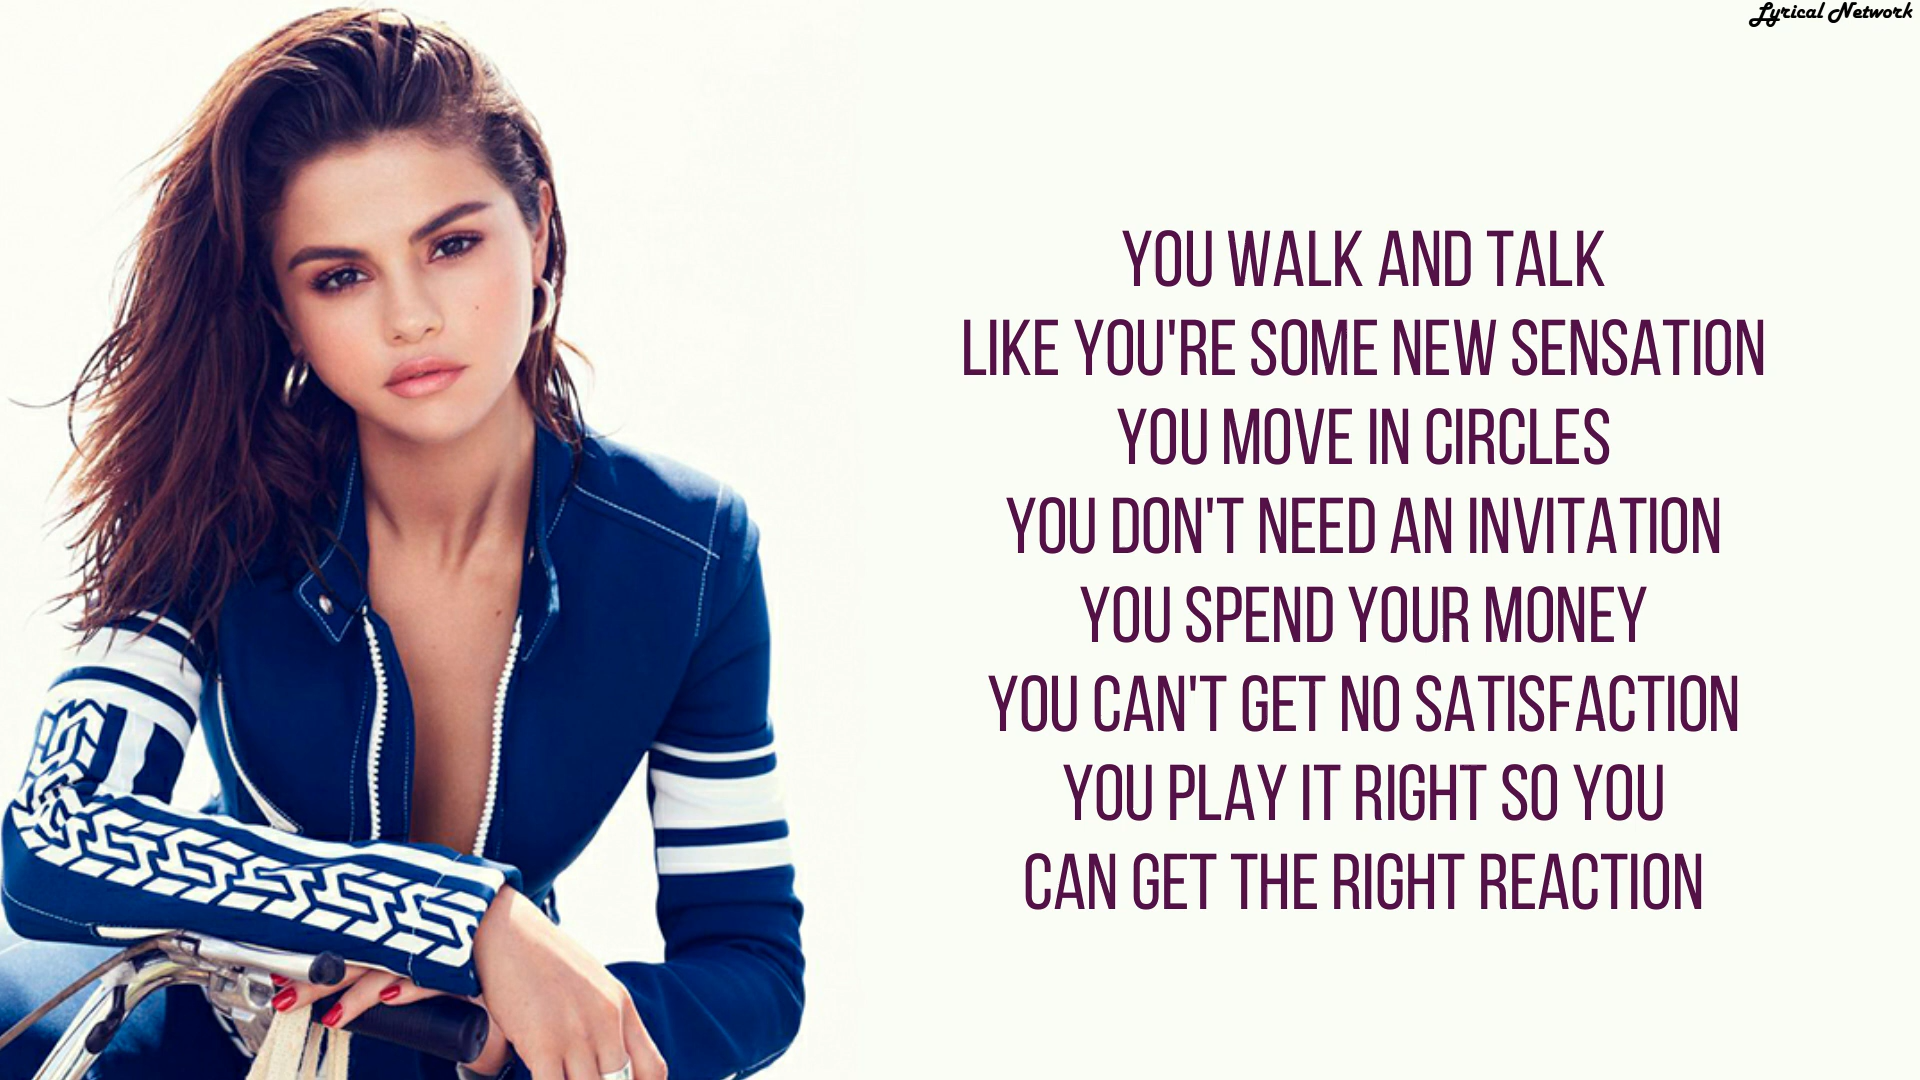 Lyrical Network
YOU WALK AND TALK
LIKE YOU'RE SOME NEW SENSATION
YOU MOVE IN CIRCLES
YOU DON'T NEED AN INVITATION
YOU SPEND YOUR MONEY
YOU CAN'T GET NO SATISFACTION
YOU PLAY IT RIGHT SO YOU
CAN GET THE RIGHT REACTION